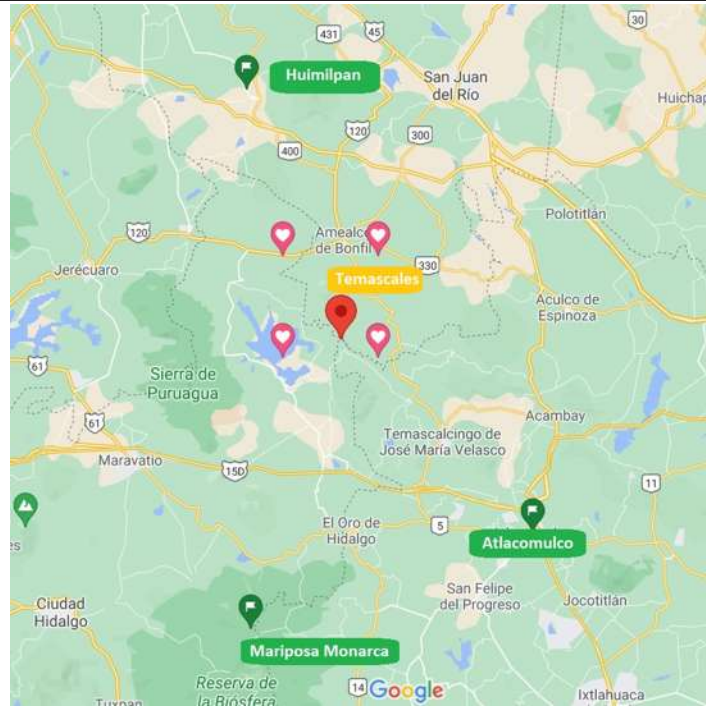 431
45
30
Huimilpan
San Juan
del Río
Huichap
120
300
400
Polotitlán
120
Amealco
de Bonfil
Jerécuaro
330
Temascales
Aculco de
Espinoza
61
Sierra de
Puruagua
61
Acambay
Temascalcingo de
José María Velasco
Maravatío
15D
11
El Oro de
Hidalgo
5
Atlacomulco
es
San Felipe
del Progreso
Jocotitlán
Ciudad
Hidalgo
Mariposa Monarca
Reserva de
la Biósfera
14
Google
Ixtlahuaca
Tuxpan